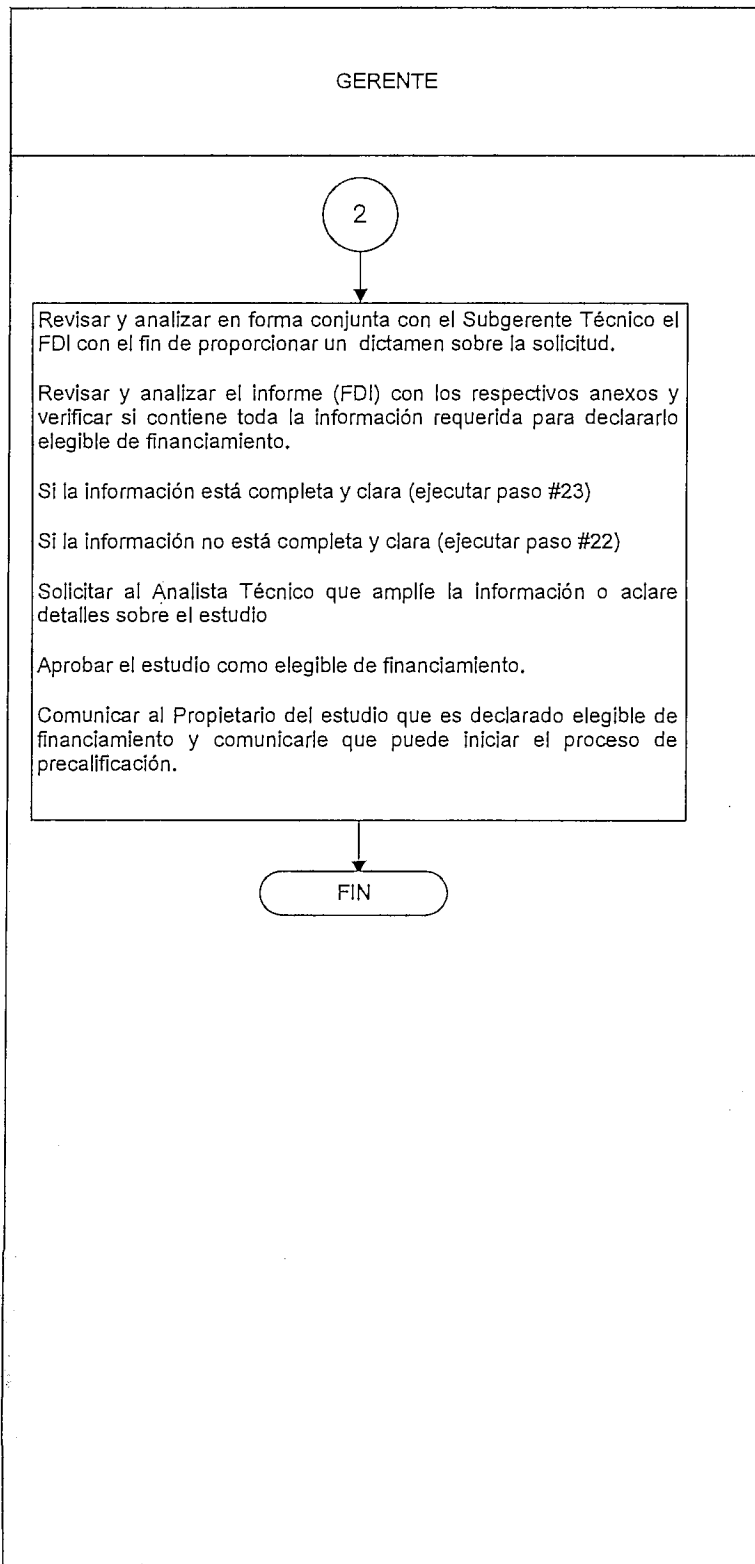 GERENTE
2
Revisar y analizar en forma conjunta con el Subgerente Técnico el
FDI con el fin de proporcionar un dictamen sobre la solicitud.
Revisar y analizar el informe (FDI) con los respectivos anexos y
verificar si contiene toda la información requerida para declararlo
elegible de financiamiento.
Si la información está completa y clara (ejecutar paso #23)
Si la información no está completa y clara (ejecutar paso #22)
Solicitar al Analista Técnico que amplíe la información o aclare
detalles sobre el estudio
Aprobar el estudio como elegible de financiamiento.
Comunicar al Propietario del estudio que es declarado elegible de
financiamiento y comunicarle que puede iniciar el proceso de
precalificación.
FIN